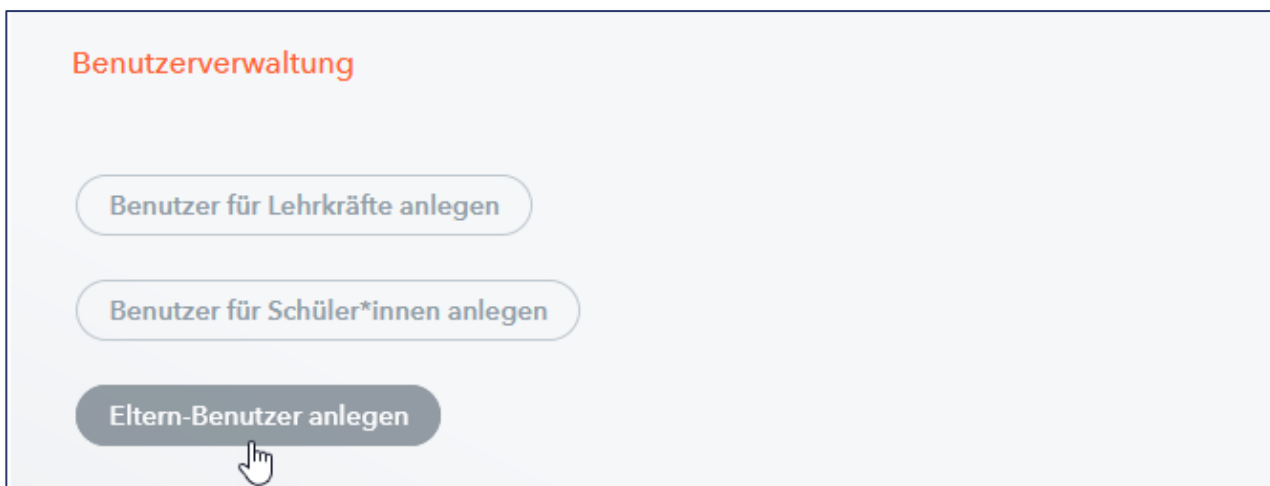 Benutzerverwaltung
Benutzer für Lehrkräfte anlegen
Benutzer für Schüler*innen anlegen
Eltern-Benutzer anlegen